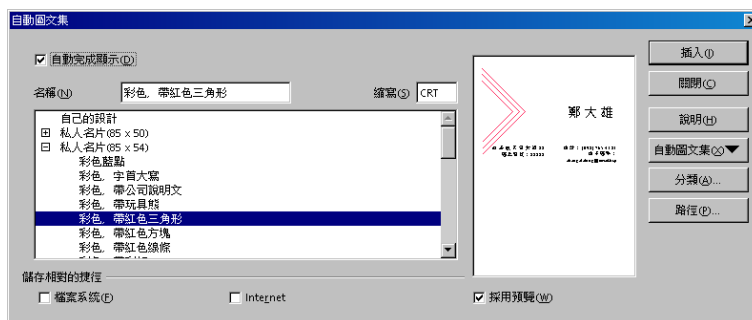 自動圖文集
自動完成顯示(D)
名稱(N)
彩色，帶紅色三角形
縮寫(S)
CRT
自己的設計
私人名片(85 x 50)
私人名片(85 x 54)
彩色藍點
彩色，字首大寫
彩色，帶公司說明文
彩色，帶玩具熊
彩色，帶紅色三角形
彩色，帶紅色方塊
彩色，帶紅色線條
鄭大雄
插入(I)
關閉(C)
說明(H)
自動圖文集(X)
分類(A)...
路徑(P)...
儲存相對的捷徑
檔案系統(F)
Internet
採用預覽(W)